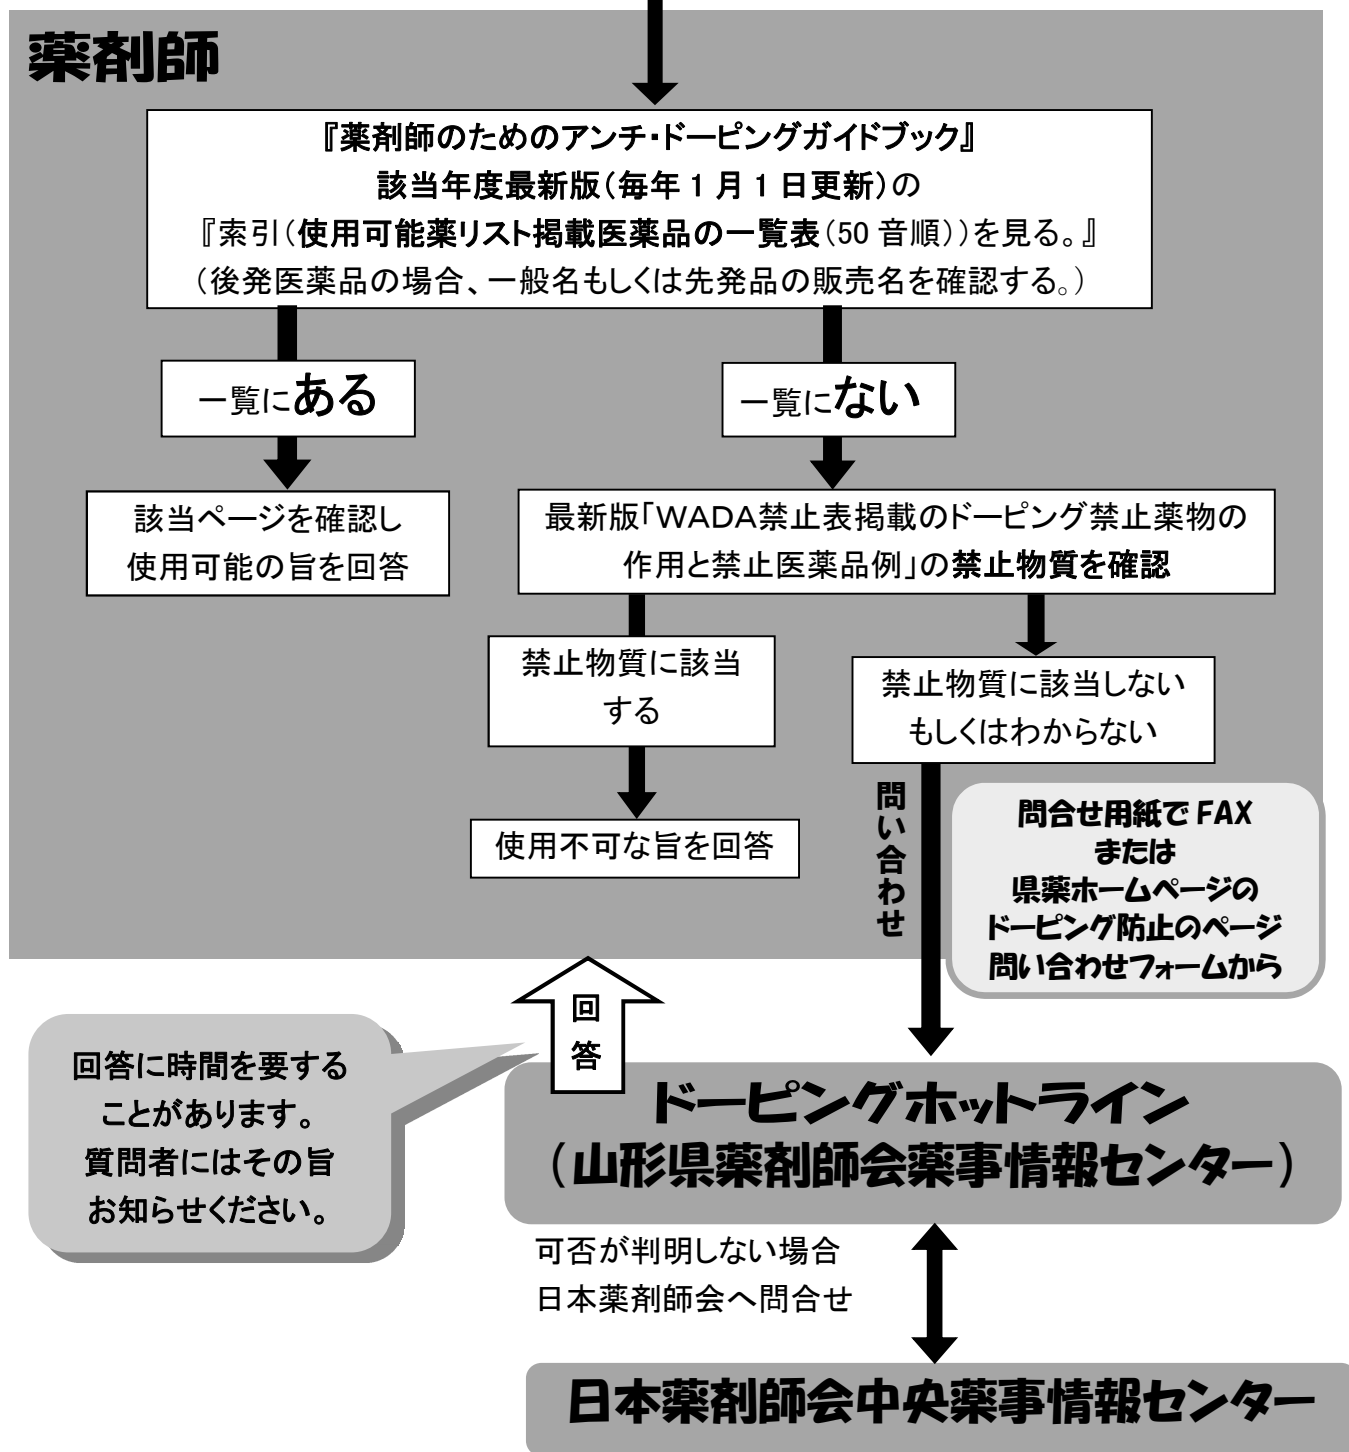 薬剤師
『薬剤師のためのアンチ・ドーピングガイドブック』
該当年度最新版（毎年1月1日更新）の
『索引（使用可能薬リスト掲載医薬品の一覧表（50音順））を見る。』
（後発医薬品の場合、一般名もしくは先発品の販売名を確認する。）
一覧にある
一覧にない
該当ページを確認し
使用可能の旨を回答
最新版「WADA禁止表掲載のドーピング禁止薬物の
作用と禁止医薬品例」の禁止物質を確認
禁止物質に該当
する
禁止物質に該当しない
もしくはわからない
使用不可な旨を回答
問い合わせ
問合せ用紙でFAX
または
県薬ホームページの
ドーピング防止のページ
問い合わせフォームから
回答
回答に時間を要する
ことがあります。
質問者にはその旨
お知らせください。
ドーピングホットライン
（山形県薬剤師会薬事情報センター）
可否が判明しない場合
日本薬剤師会へ問合せ
日本薬剤師会中央薬事情報センター